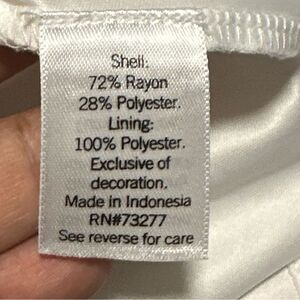 Shell:
72% Rayon
28% Polyester.
Lining:
100% Polyester.
Exclusive of
decoration.
Made in Indonesia
RN#73277
See reverse for care